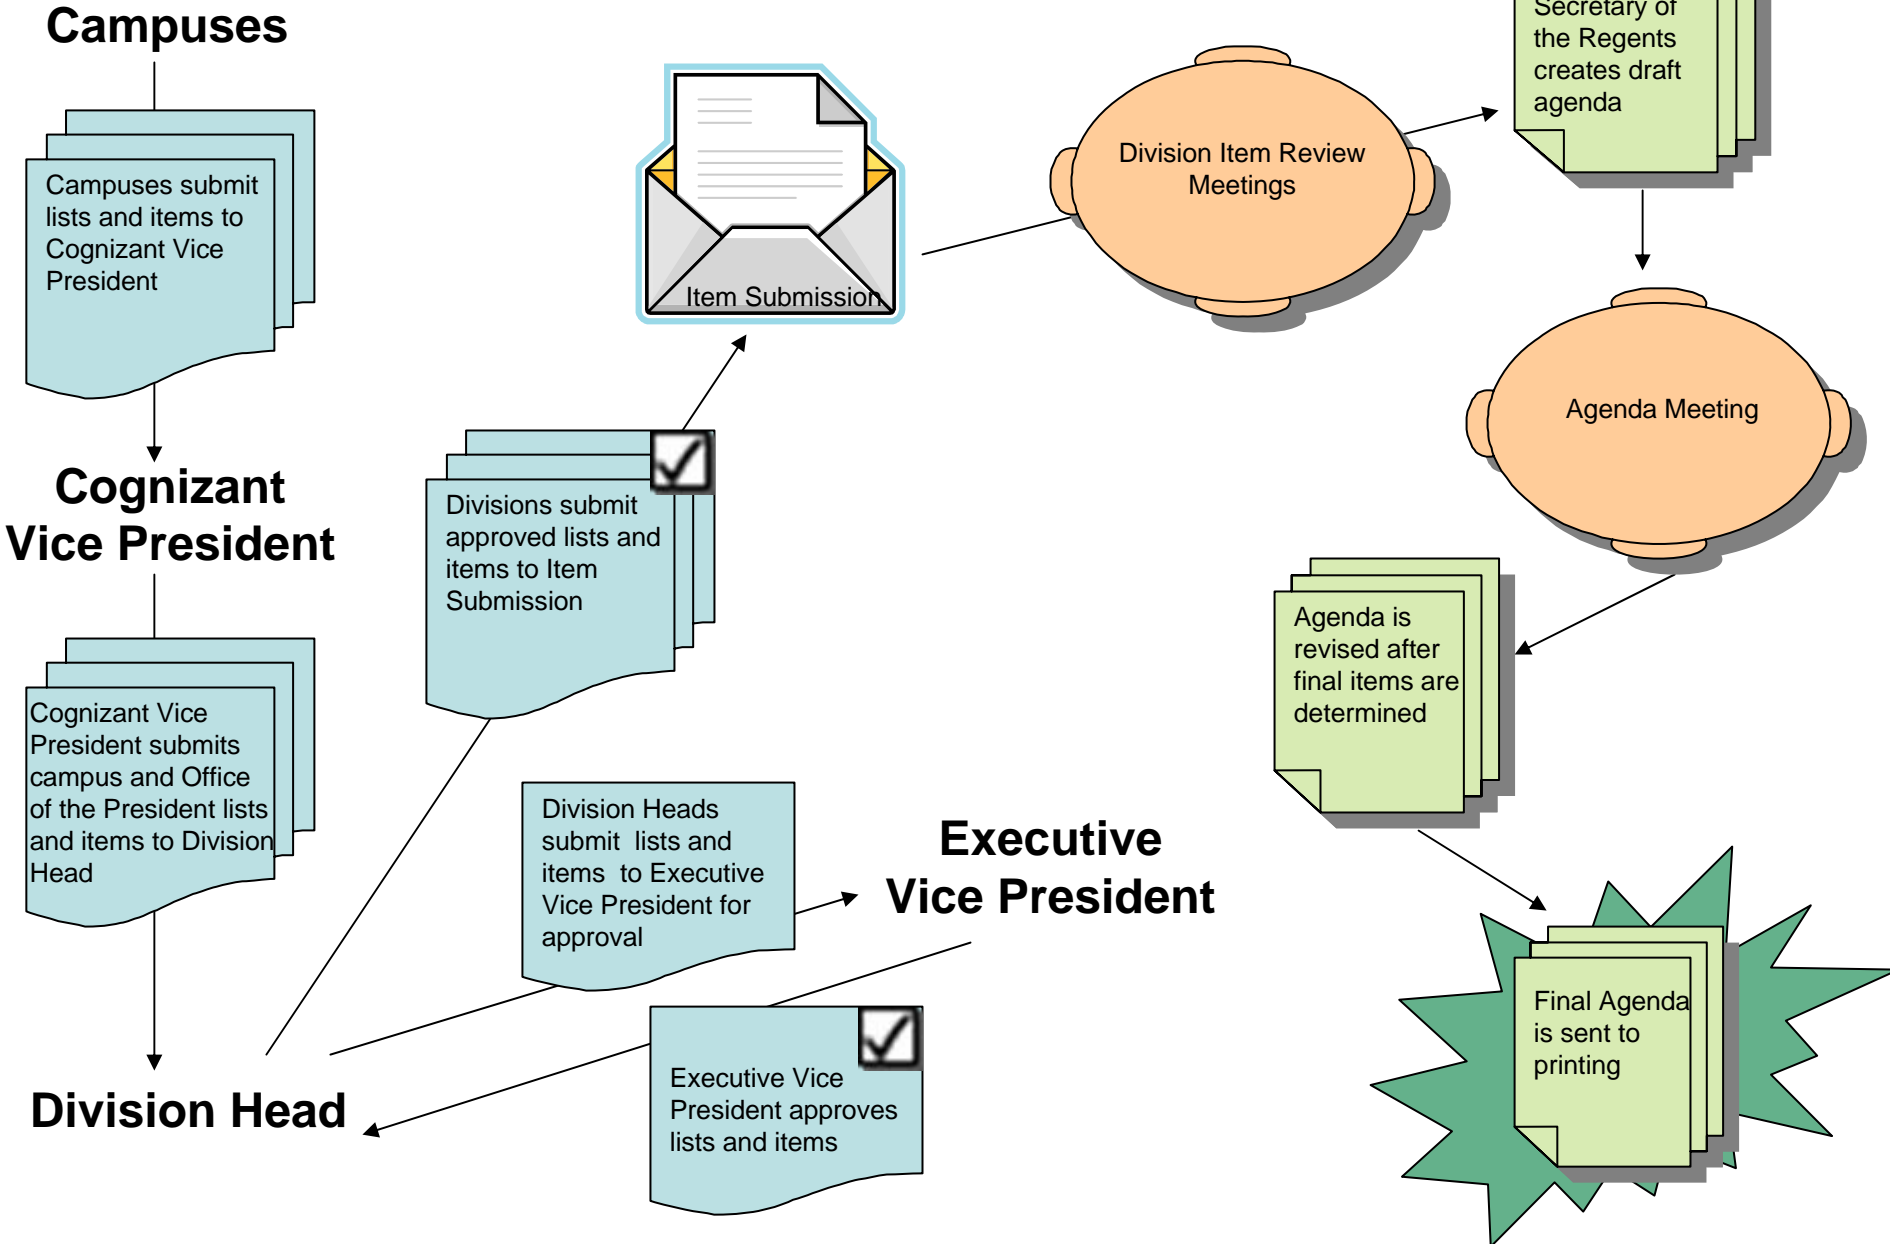 Campuses
Campuses submit
lists and items to
Cognizant Vice
President
Cognizant
Vice President
Cognizant Vice
President submits
campus and Office
of the President lists
and items to Division
Head
Division Head
Division Heads
submit lists and
items to Executive
Vice President for
approval
Executive
Vice President
Executive Vice
President approves
lists and items
Divisions submit
approved lists and
items to Item
Submission
Item Submission
Division Item Review
Meetings
Secretary of
the Regents
creates draft
agenda
Agenda Meeting
Agenda is
revised after
final items are
determined
Final Agenda
is sent to
printing